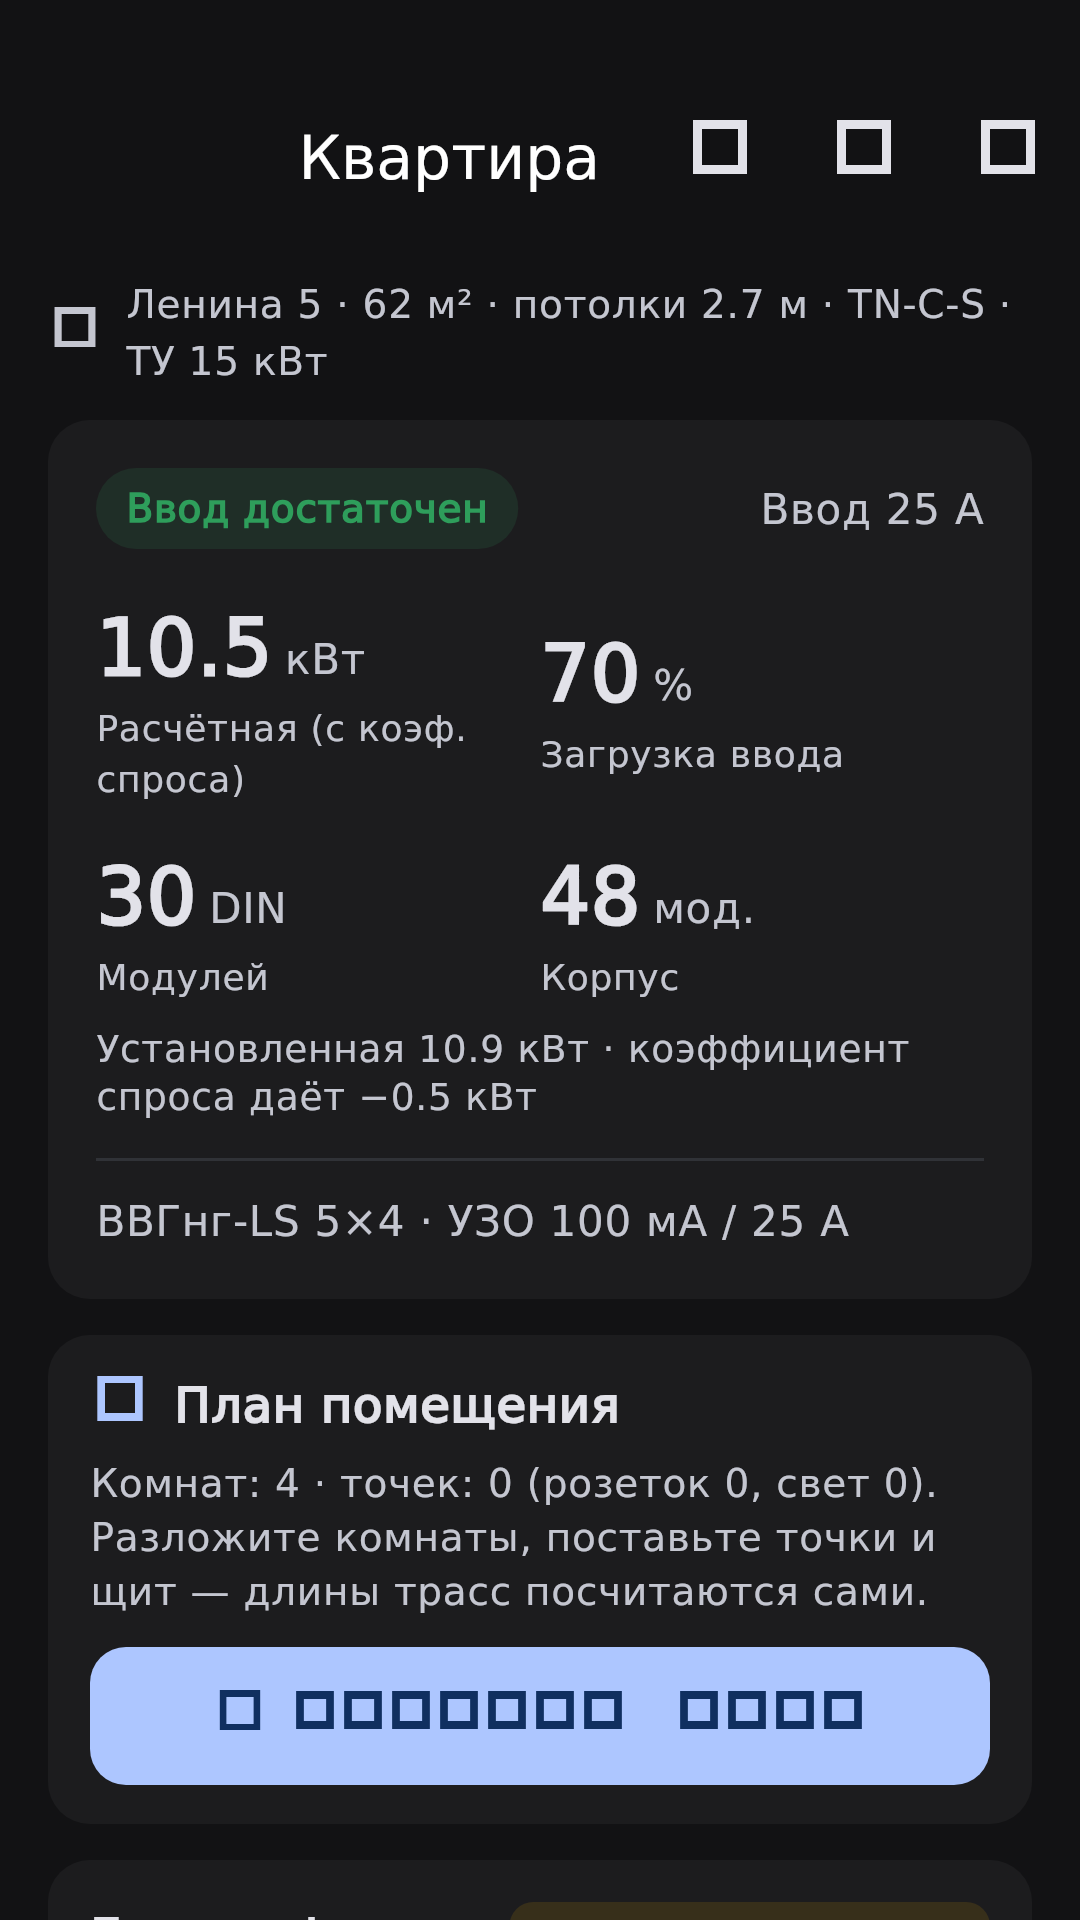 Квартира
Ленина 5 · 62 м² · потолки 2.7 м · TN-C-S ·
ТУ 15 кВт
Ввод достаточен
Ввод 25 А
10.5 кВт
70 %
Расчётная (с коэф.
спроса)
Загрузка ввода
30 DIN
48 мод.
Модулей
Корпус
Установленная 10.9 кВт · коэффициент
спроса даёт −0.5 кВт
ВВГнг-LS 5×4 · УЗО 100 мА / 25 А
План помещения
Комнат: 4 · точек: 0 (розеток 0, свет 0).
Разложите комнаты, поставьте точки и
щит — длины трасс посчитаются сами.